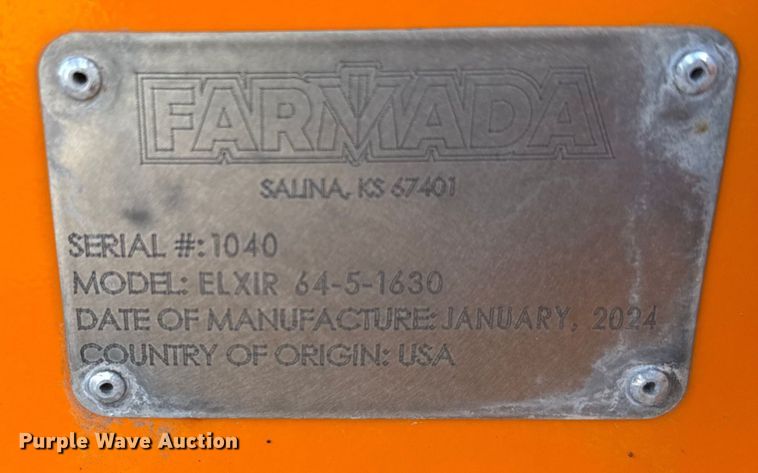 FARMADA
SALINA, KS 67401
SERIAL #: 1040
MODEL: ELXIR 64-5-1630
DATE OF MANUFACTURE: JANUARY, 2024
COUNTRY OF ORIGIN: USA
Purple Wave Auction